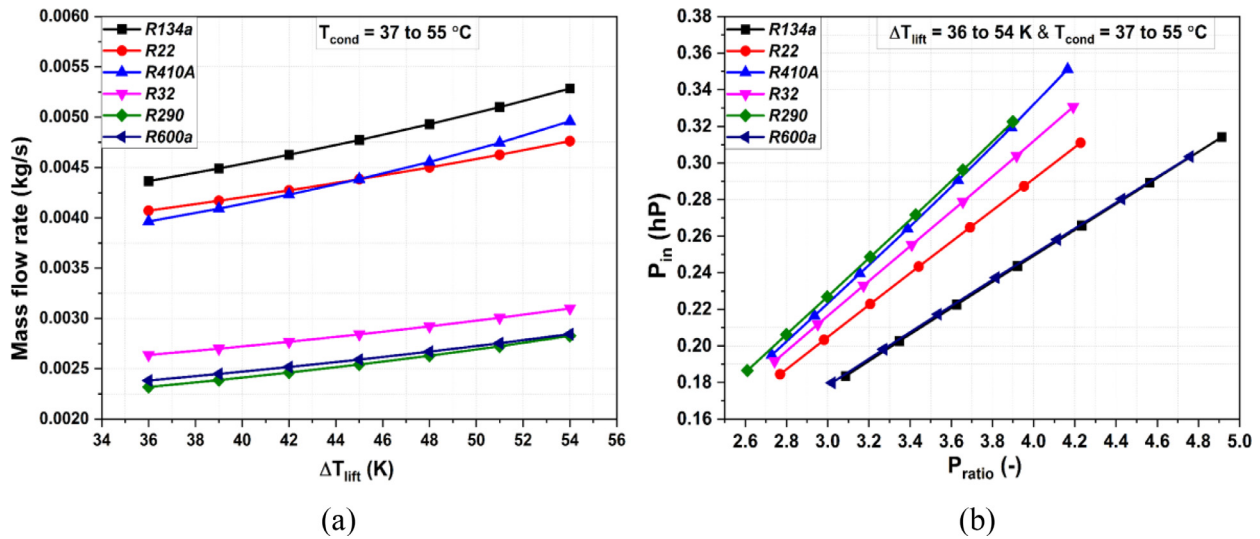 0.0060
0.0055
0.0050
0.0045
0.0040
0.0035
0.0030
0.0025
0.0020
Mass flow rate (kg/s)
R134a
R22
R410A
R32
R290
R600a
Tcond = 37 to 55 °C
34 36 38 40 42 44 46 48 50 52 54 56
ΔTlift (K)
(a)
0.38
0.36
0.34
0.32
0.30
0.28
0.26
0.24
0.22
0.20
0.18
0.16
Pin (hP)
R134a
R22
R410A
R32
R290
R600a
ΔTlift = 36 to 54 K & Tcond = 37 to 55 °C
2.6 2.8 3.0 3.2 3.4 3.6 3.8 4.0 4.2 4.4 4.6 4.8 5.0
Pratio (-)
(b)